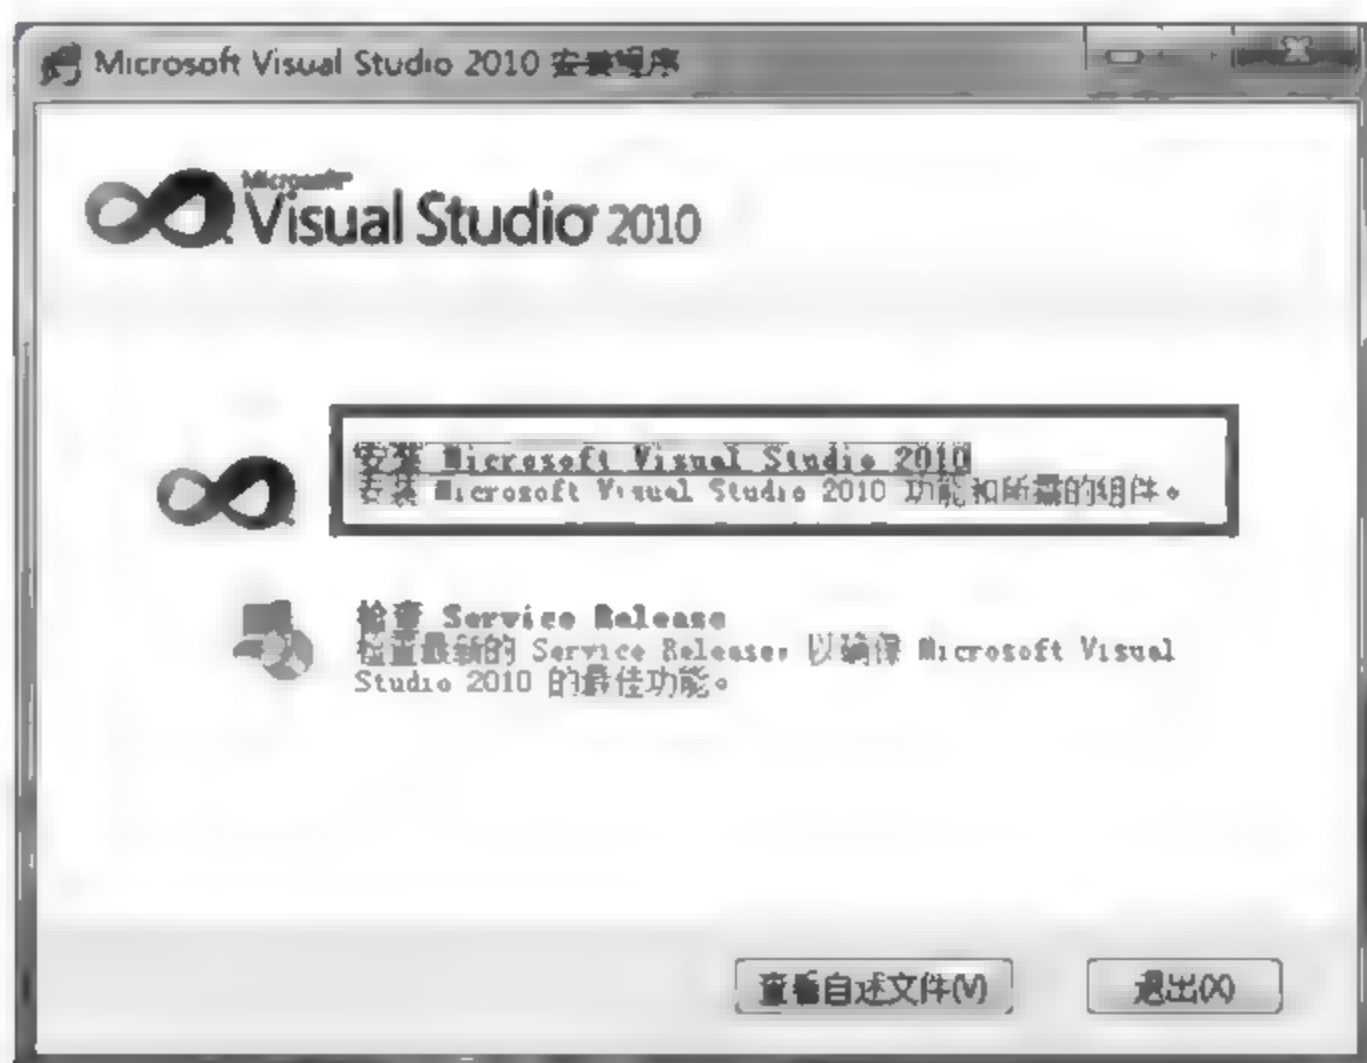 Microsoft Visual Studio 2010 安装程序
Microsoft
Visual Studio 2010
安装 Microsoft Visual Studio 2010
安装 Microsoft Visual Studio 2010 功能和所需的组件。
检查 Service Release
检查最新的 Service Release, 以确保 Microsoft Visual
Studio 2010 的最佳功能。
查看自述文件(V)
退出(X)